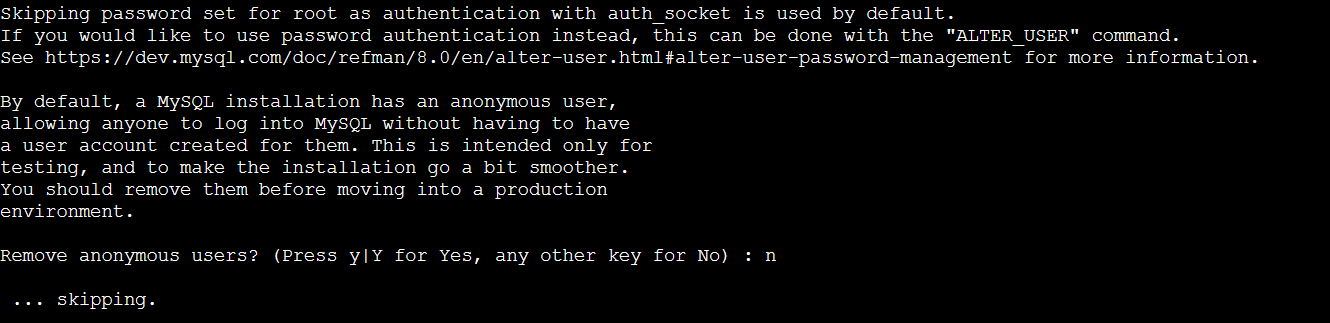 Skipping password set for root as authentication with auth_socket is used by default.
If you would like to use password authentication instead, this can be done with the "ALTER_USER" command.
See https://dev.mysql.com/doc/refman/8.0/en/alter-user.html#alter-user-password-management for more information.
By default, a MySQL installation has an anonymous user,
allowing anyone to log into MySQL without having to have
a user account created for them. This is intended only for
testing, and to make the installation go a bit smoother.
You should remove them before moving into a production
environment.
Remove anonymous users? (Press y|Y for Yes, any other key for No) : n
... skipping.